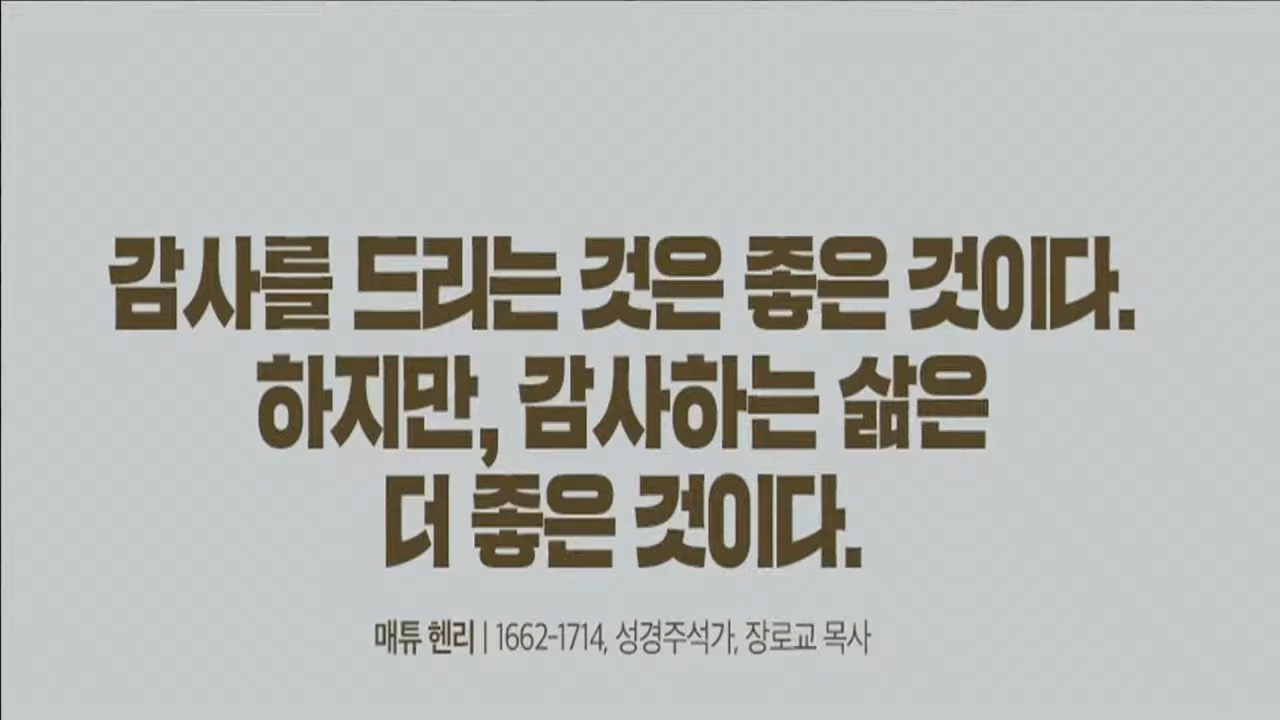 감사를 드리는 것은 좋은 것이다.
하지만, 감사하는 삶은
더 좋은 것이다.
매튜 헨리 | 1662-1714, 성경주석가, 장로교 목사